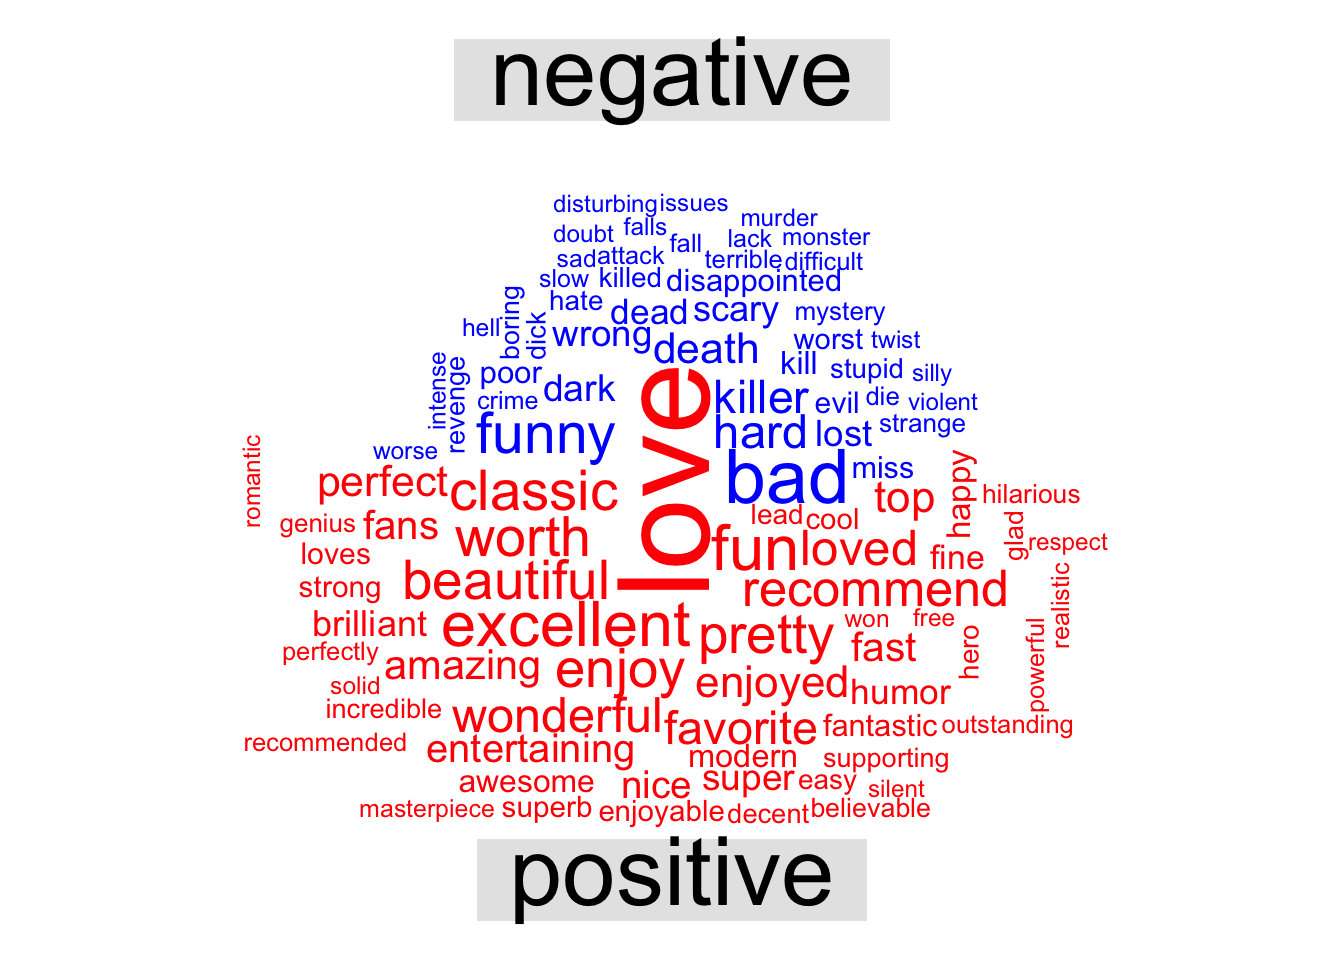 negative
disturbing issues
murder
doubt falls
fall lack monster
sad attack terrible difficult
slow killed disappointed
hate dead scary mystery
hell boring dick wrong death worst twist
kill stupid silly
intense revenge poor dark
crime killer evil die violent
funny hard lost strange
worse bad miss
love
romantic perfect classic top happy hilarious
genius fans worth lead cool glad respect
loves fun loved fine
strong beautiful recommend realistic
brilliant excellent pretty won free
perfectly amazing enjoy fast hero powerful
solid enjoyed humor
incredible wonderful favorite fantastic outstanding
recommended entertaining modern supporting
awesome nice super easy silent
masterpiece superb enjoyable decent believable
positive